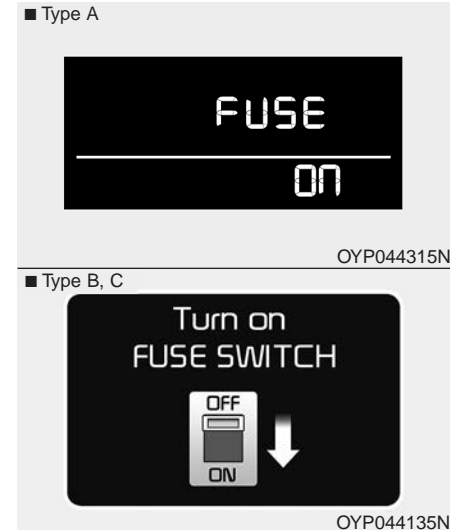 ■ Type A
FUSE
ON
OYP044315N
■ Type B, C
Turn on
FUSE SWITCH
OFF
ON
OYP044135N